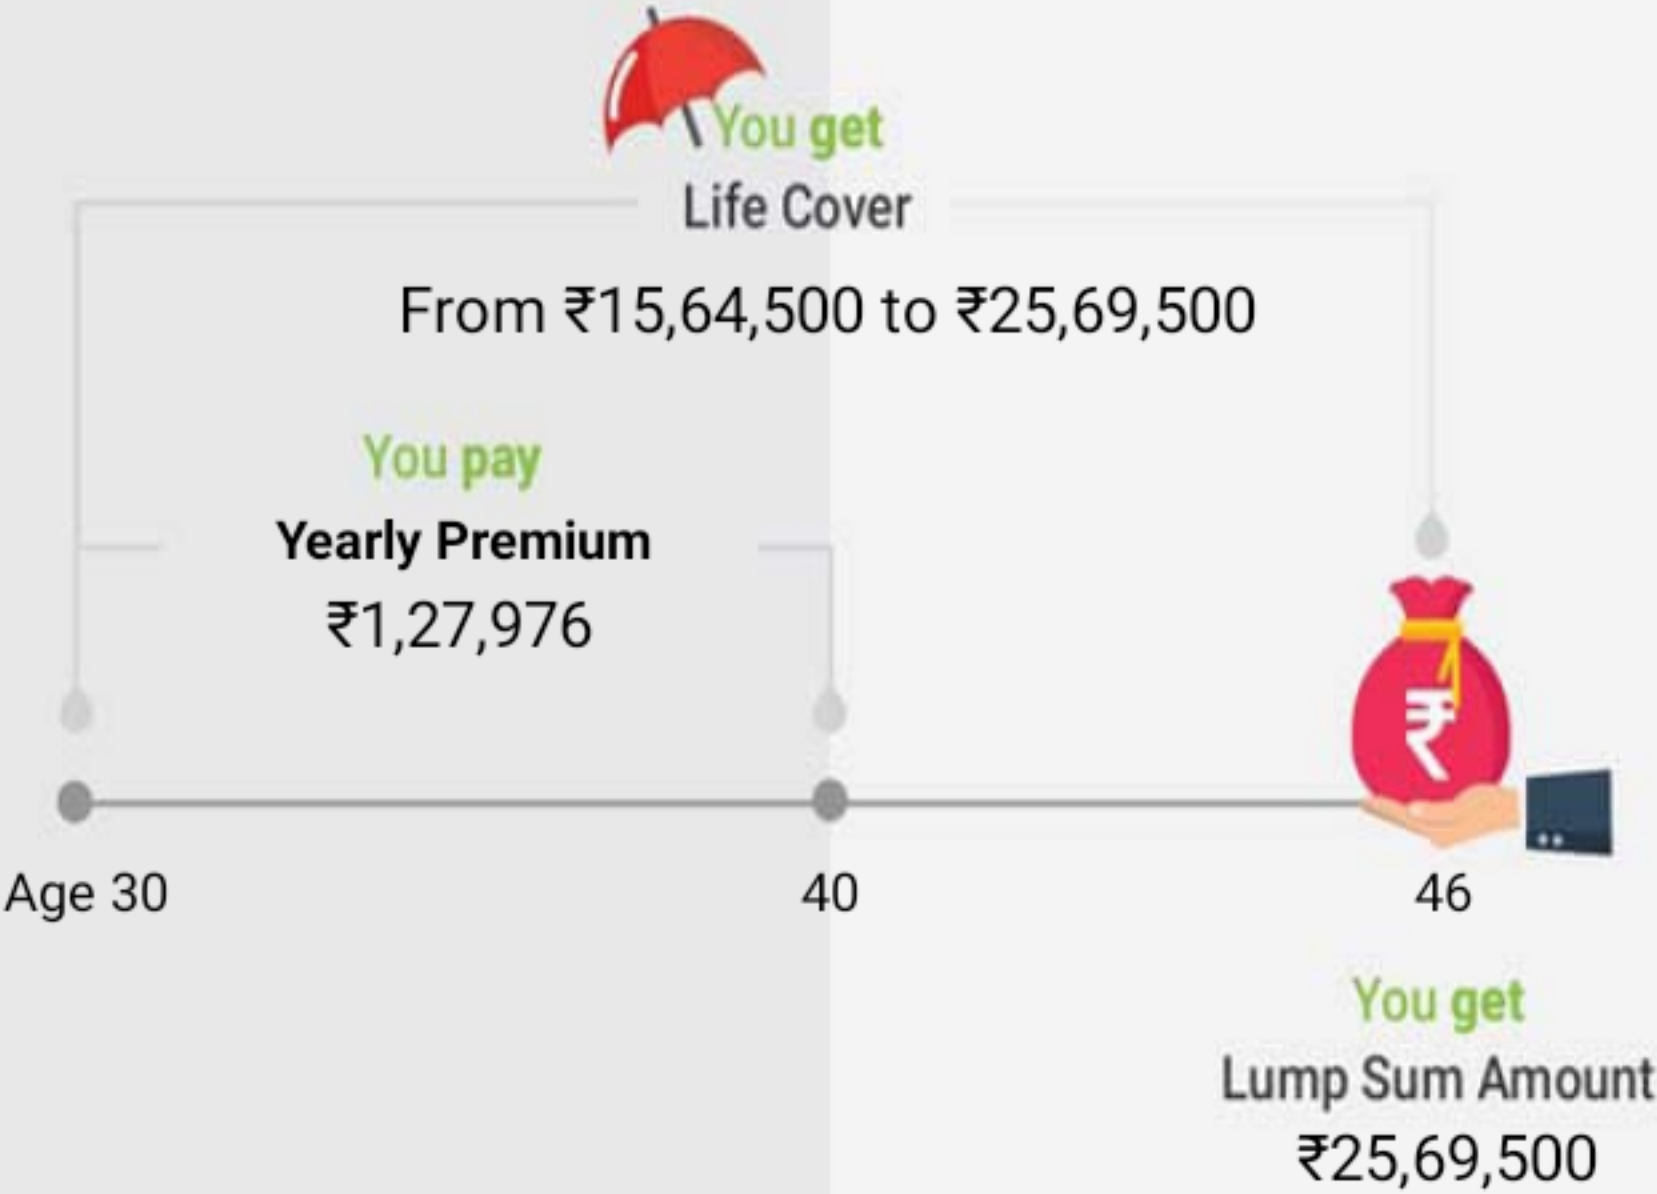 You get
Life Cover
From ₹15,64,500 to ₹25,69,500
You pay
Yearly Premium
₹1,27,976
₹
Age 30
40
46
You get
Lump Sum Amount
₹25,69,500